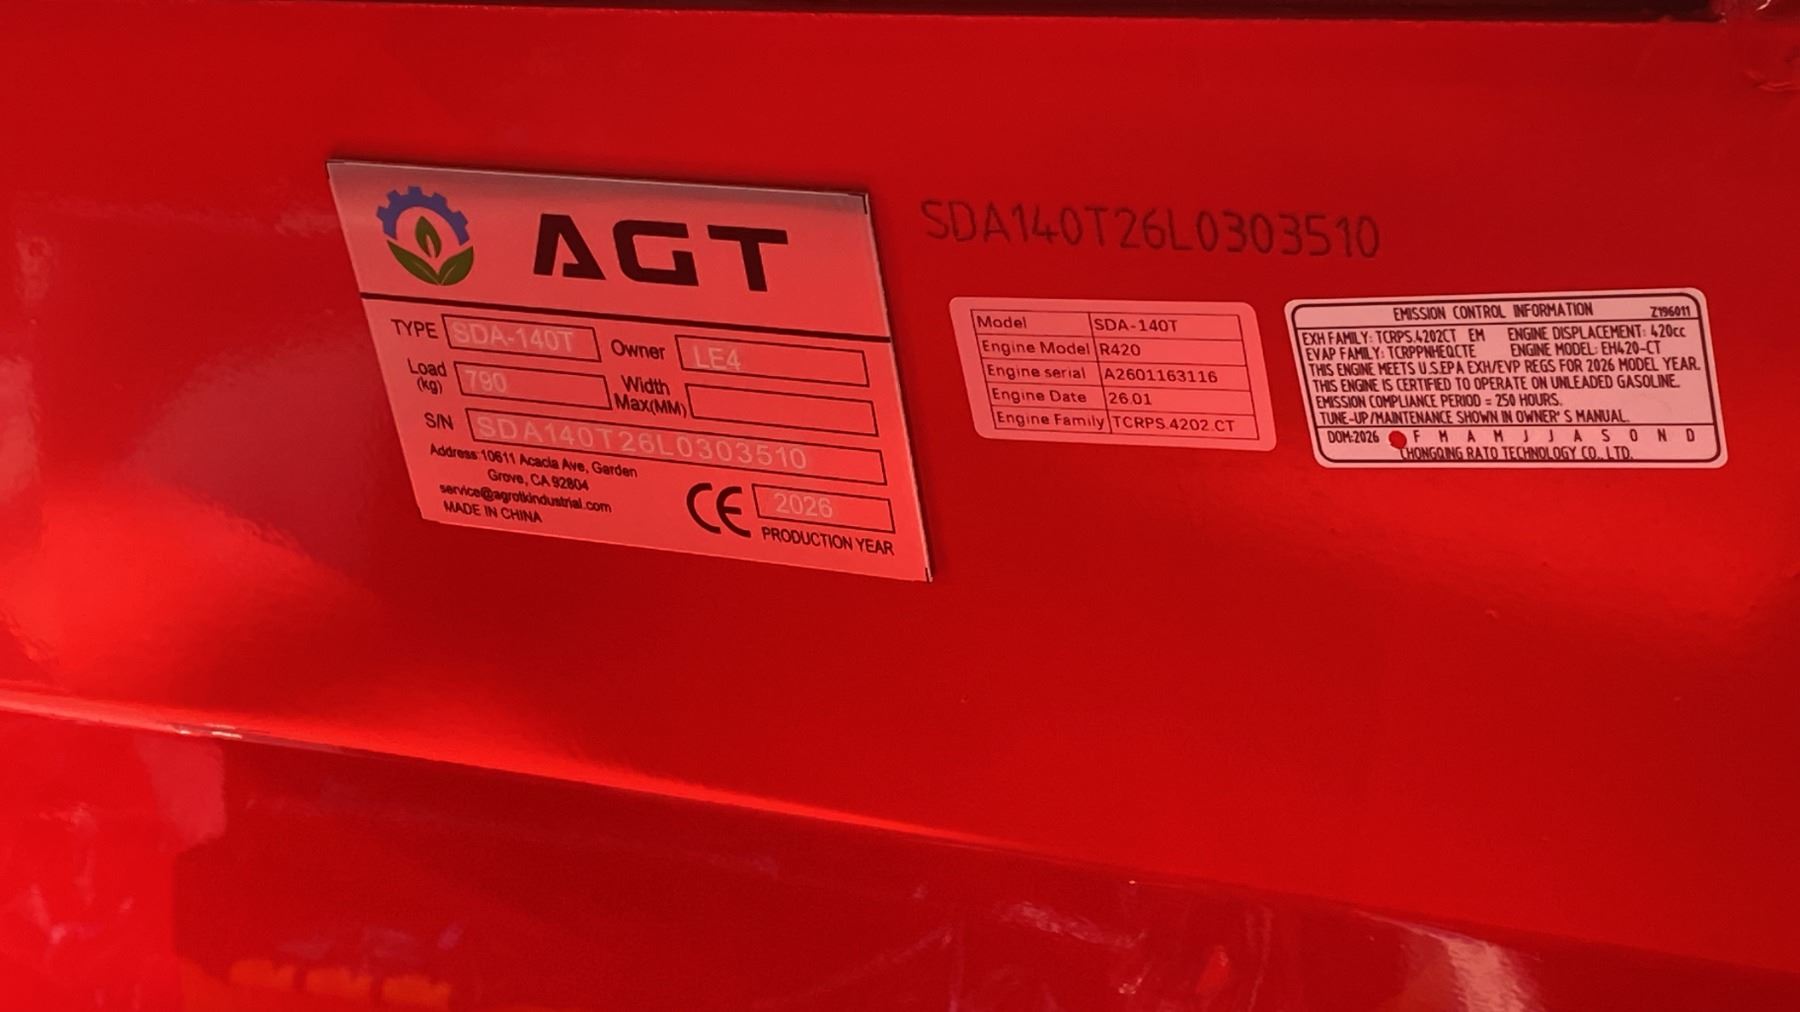 AGT
TYPE SDA-140T Owner LE4
Load (kg) 790 Width Max(MM)
S/N SDA140T26L0303510
Address:10611 Acacia Ave, Garden
Grove, CA 92804
service@agrotkindustrial.com
MADE IN CHINA
CE 2026
PRODUCTION YEAR
SDA140T26L0303510
Model SDA-140T
Engine Model R420
Engine serial A2601163116
Engine Date 26.01
Engine Family TCRPS.4202.CT
EMISSION CONTROL INFORMATION Z196011
EXH FAMILY: TCRPS.4202CT EM ENGINE DISPLACEMENT: 420cc
EVAP FAMILY: TCRPPNHEQCTE ENGINE MODEL: EH420-CT
THIS ENGINE MEETS U.S.EPA EXH/EVP REGS FOR 2026 MODEL YEAR.
THIS ENGINE IS CERTIFIED TO OPERATE ON UNLEADED GASOLINE.
EMISSION COMPLIANCE PERIOD = 250 HOURS.
TUNE-UP/MAINTENANCE SHOWN IN OWNER'S MANUAL.
DOM:2026 F M A M J J A S O N D
CHONGQING RATO TECHNOLOGY CO., LTD.